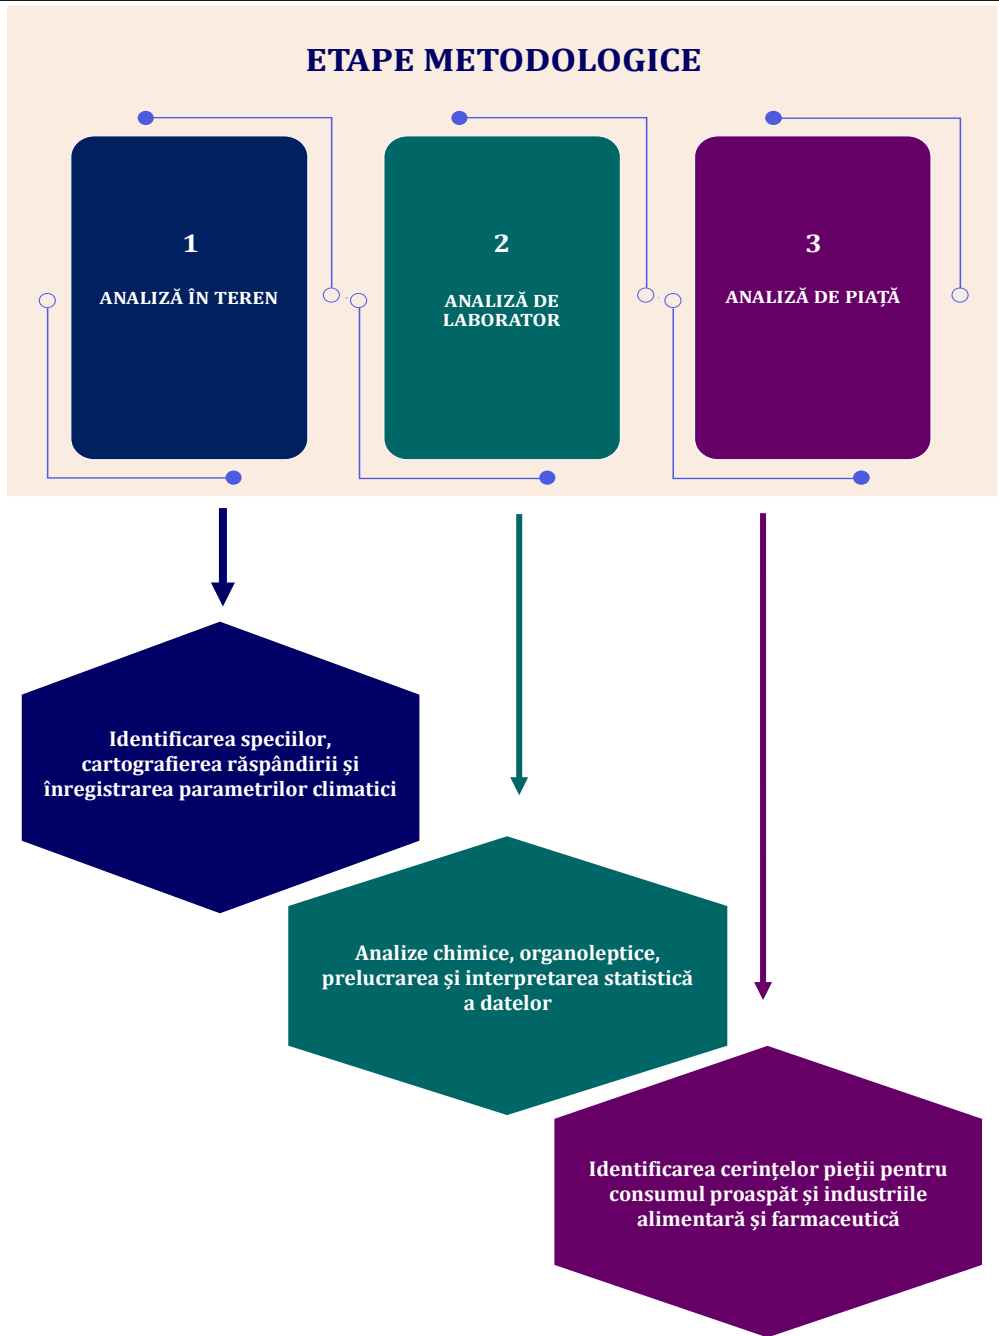 ETAPE METODOLOGICE
1
ANALIZĂ ÎN TEREN
2
ANALIZĂ DE
LABORATOR
3
ANALIZĂ DE PIAȚĂ
Identificarea speciilor,
cartografierea răspândirii și
înregistrarea parametrilor climatici
Analize chimice, organoleptice,
prelucrarea și interpretarea statistică
a datelor
Identificarea cerințelor pieții pentru
consumul proaspăt și industriile
alimentară și farmaceutică